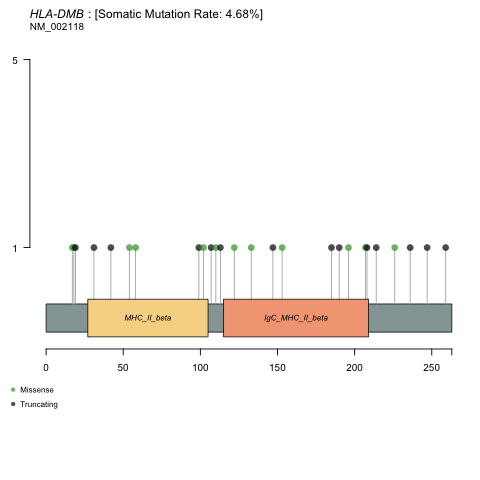 HLA-DMB : [Somatic Mutation Rate: 4.68%]
NM_002118
5
1
MHC_II_beta
IgC_MHC_II_beta
0 50 100 150 200 250
Missense
Truncating